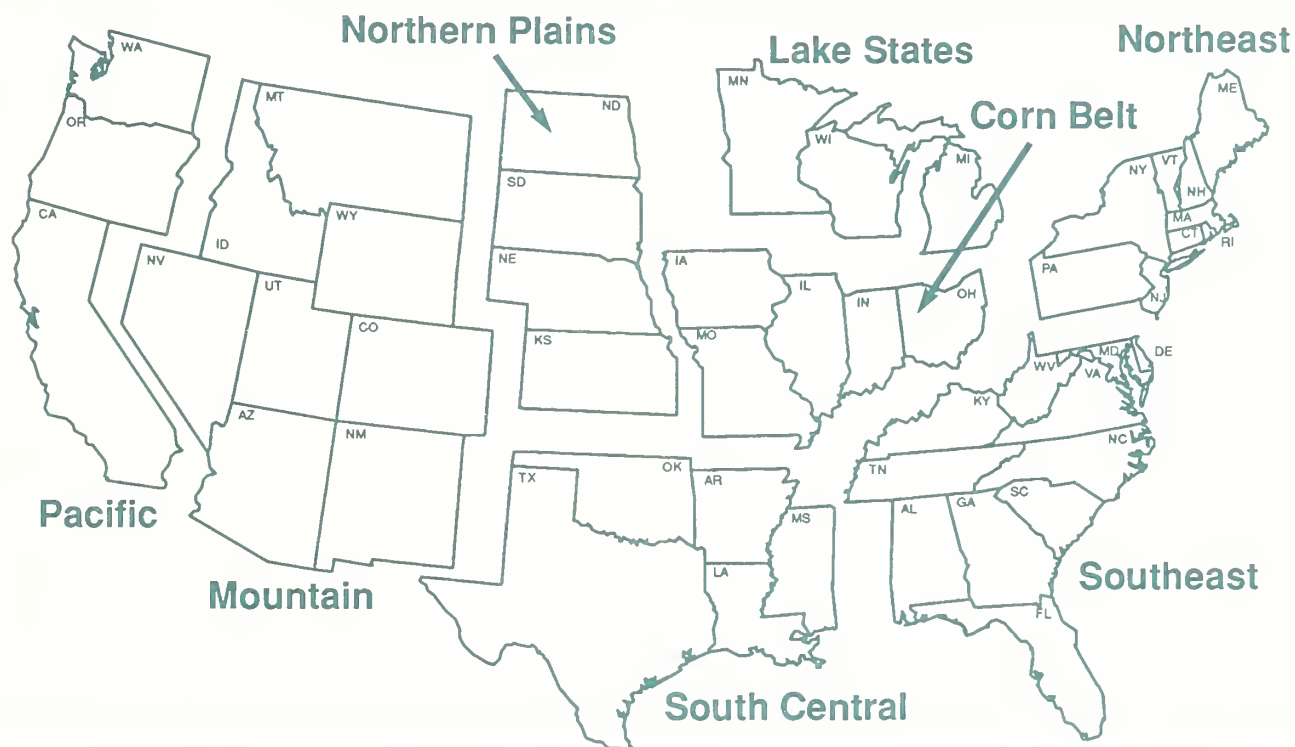 Northern Plains
Lake States
Northeast
Corn Belt
WA
OR
CA
MT
ID
WY
NV
UT
CO
AZ
NM
ND
SD
NE
KS
MN
WI
MI
IA
MO
IL
IN
OH
ME
NY
VT
NH
MA
CT
RI
PA
NJ
WV
MD
DE
VA
KY
NC
TN
TX
OK
AR
LA
MS
AL
GA
SC
FL
Pacific
Mountain
South Central
Southeast